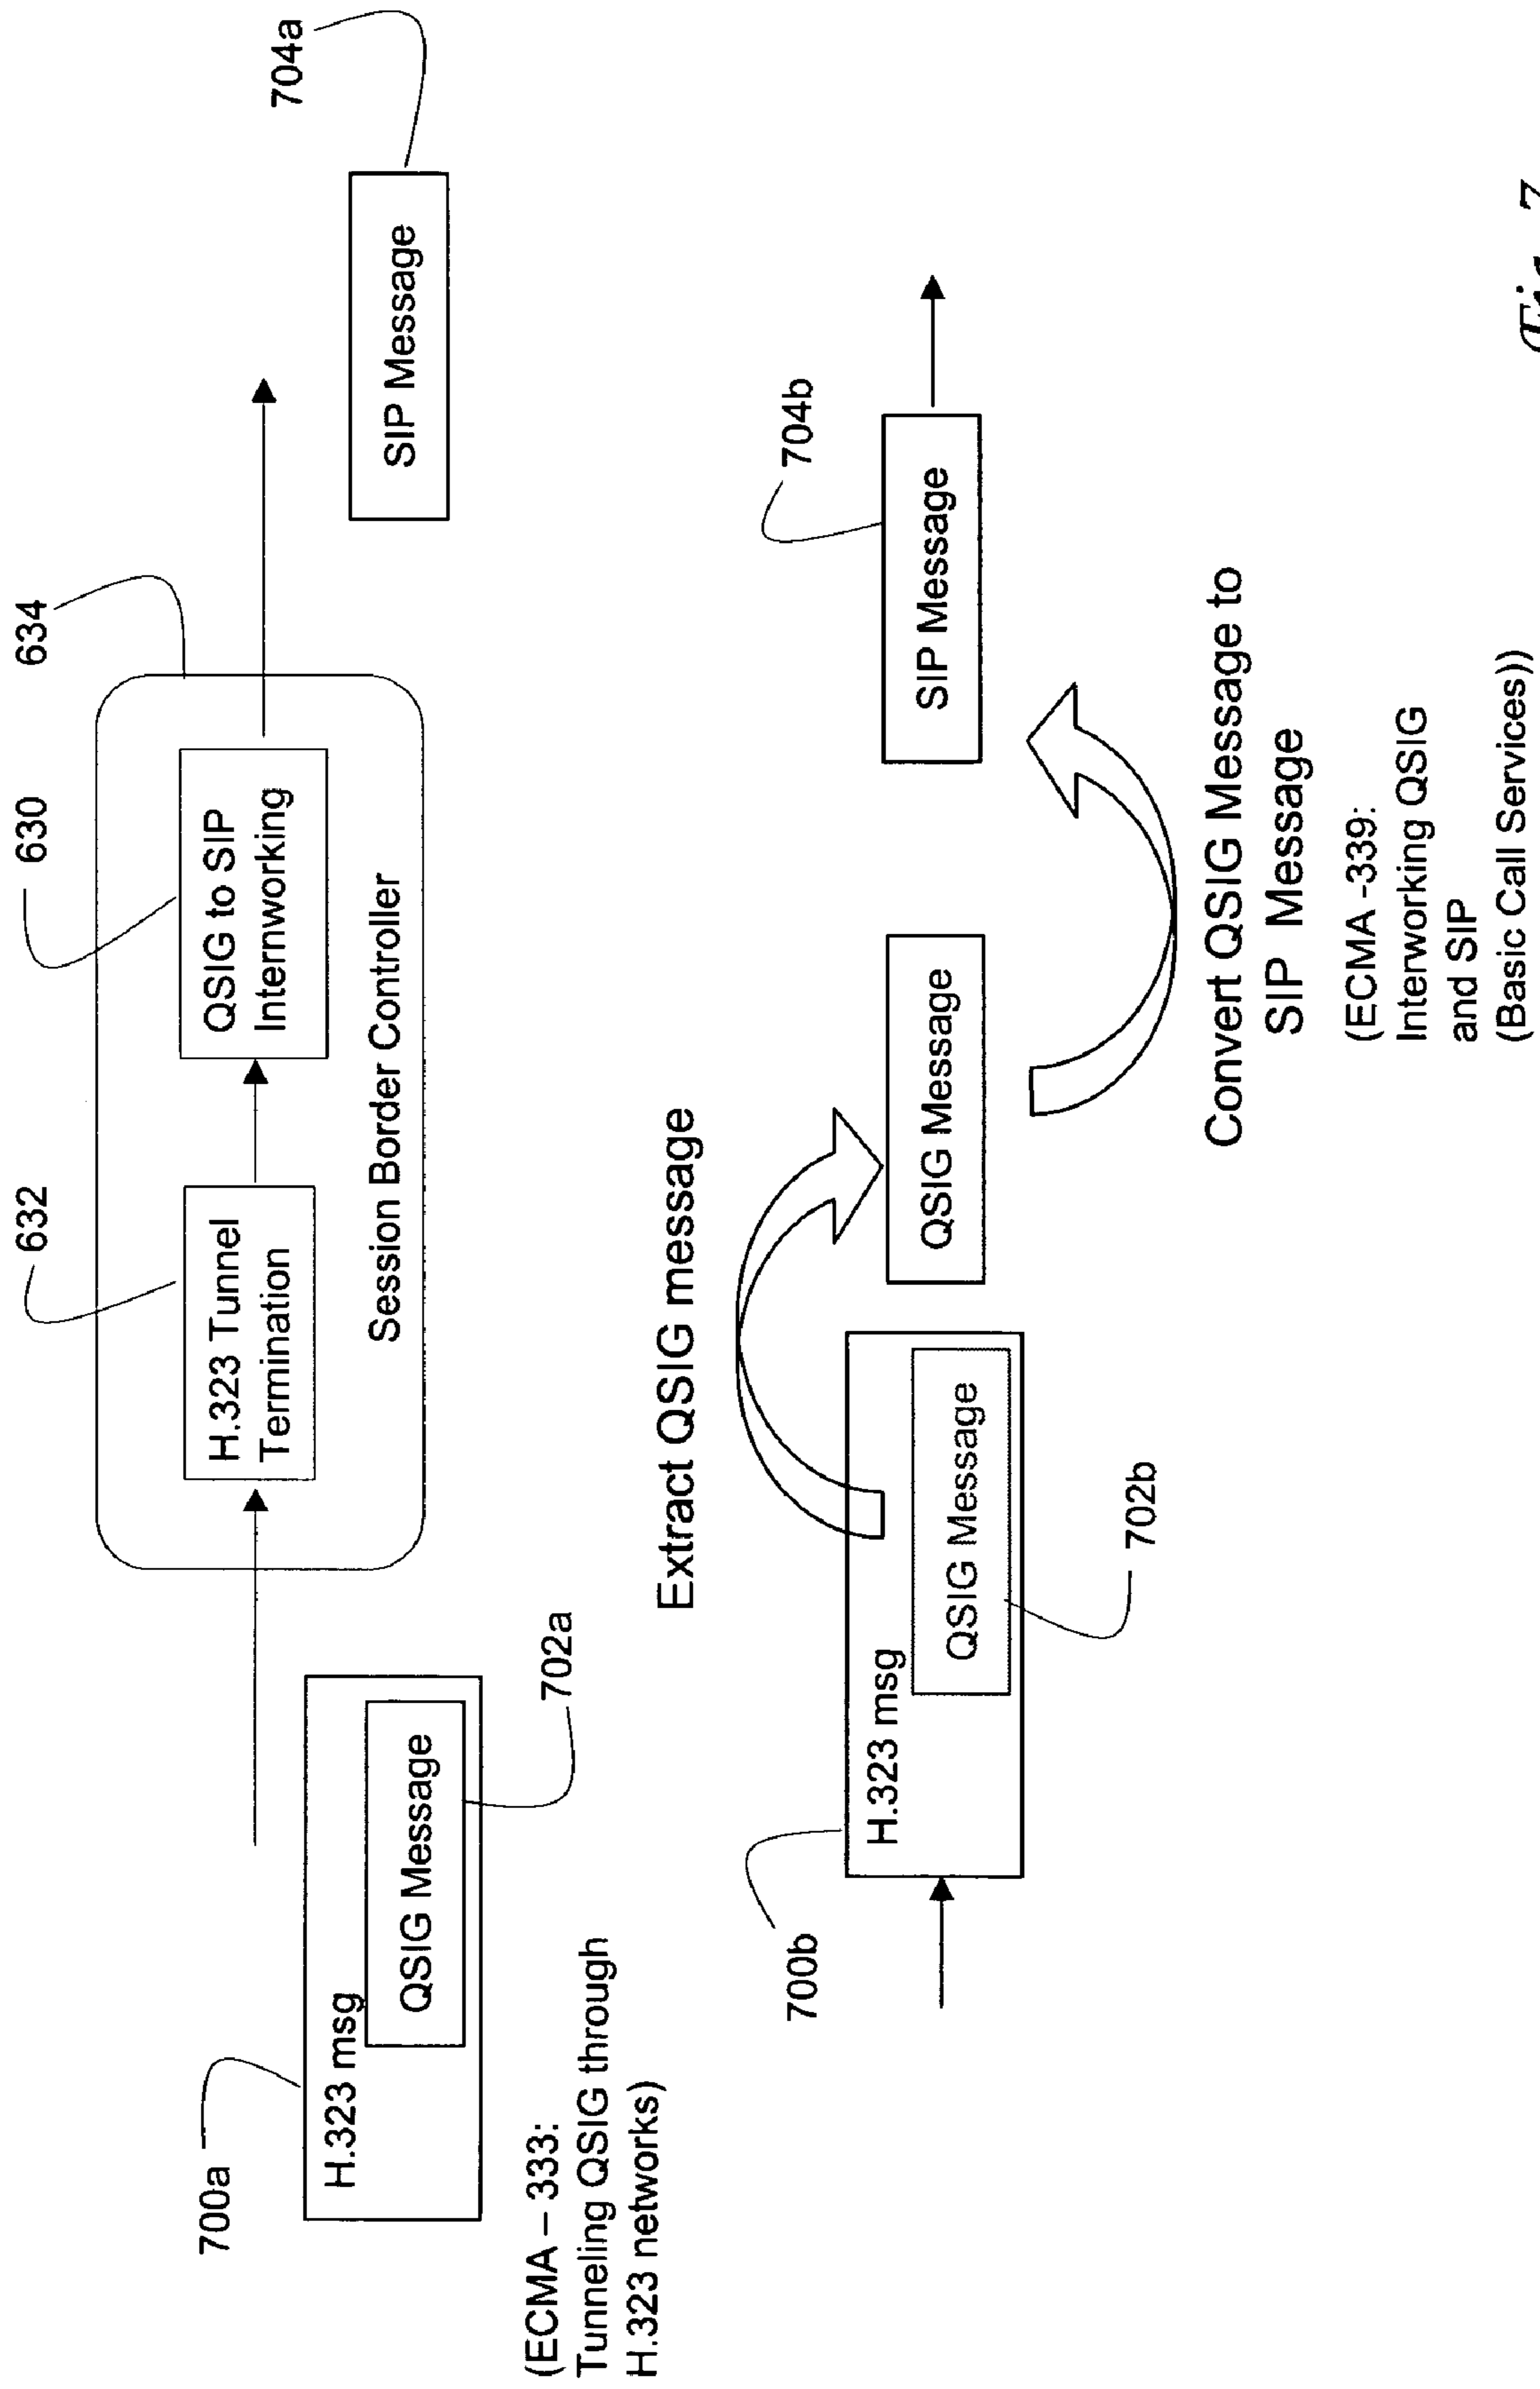 634
630
632
704a
QSIG to SIP
Internworking
H.323 Tunnel
Termination
Session Border Controller
SIP Message
700a
H.323 msg
QSIG Message
702a
(ECMA – 333:
Tunneling QSIG through
H.323 networks)
Extract QSIG message
700b
H.323 msg
QSIG Message
702b
QSIG Message
704b
SIP Message
Convert QSIG Message to
SIP Message
(ECMA -339:
Interworking QSIG
and SIP
(Basic Call Services))